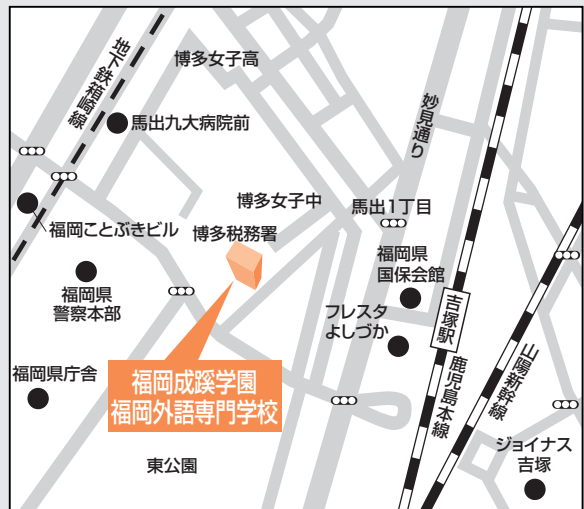 地下鉄箱崎線
博多女子高
馬出九大病院前
妙見通り
博多女子中
馬出1丁目
福岡ことぶきビル
博多税務署
福岡県
国保会館
福岡県
警察本部
フレスタ
よしづか
吉塚駅
鹿児島本線
山陽新幹線
福岡県庁舎
福岡成蹊学園
福岡外語専門学校
東公園
ジョイナス
吉塚